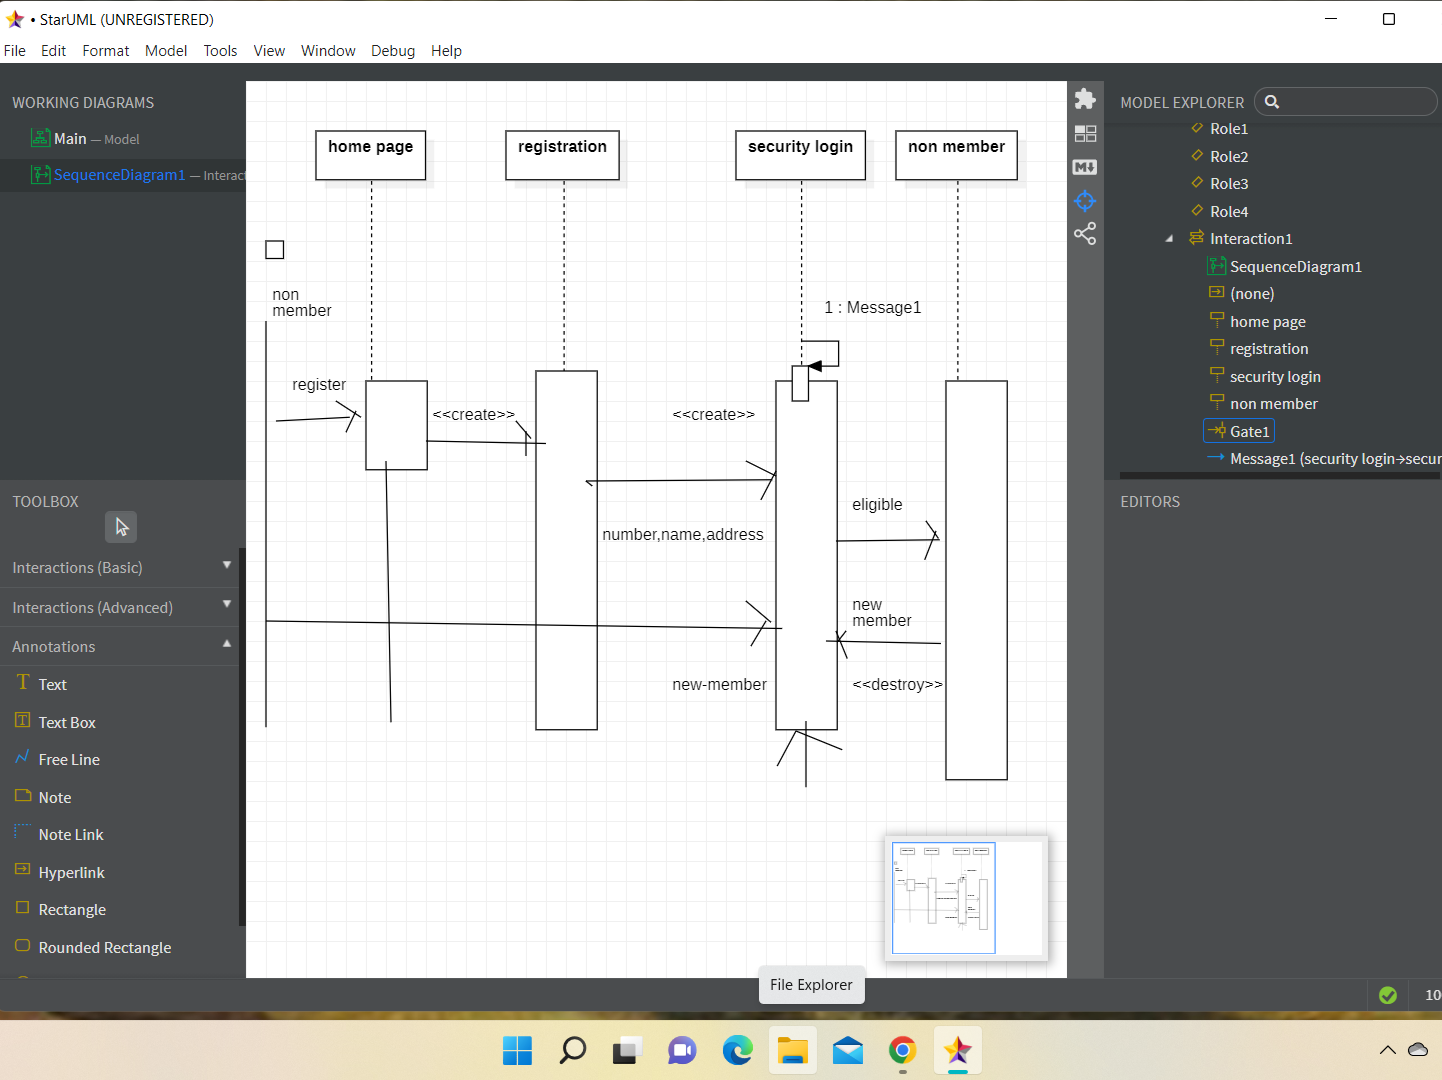 • StarUML (UNREGISTERED)
File Edit Format Model Tools View Window Debug Help
WORKING DIAGRAMS
Main — Model
SequenceDiagram1 — Interact
TOOLBOX
Interactions (Basic)
Interactions (Advanced)
Annotations
Text
Text Box
Free Line
Note
Note Link
Hyperlink
Rectangle
Rounded Rectangle
home page
registration
security login
non member
non
member
1 : Message1
register
<<create>>
<<create>>
number,name,address
eligible
new
member
new-member
<<destroy>>
MODEL EXPLORER
Role1
Role2
Role3
Role4
Interaction1
SequenceDiagram1
(none)
home page
registration
security login
non member
Gate1
Message1 (security login→secur
EDITORS
File Explorer
10